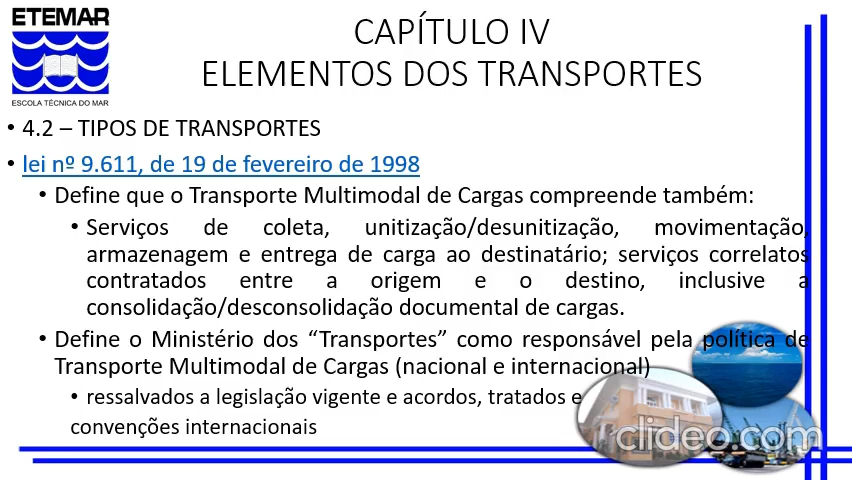 ETEMAR
ESCOLA TÉCNICA DO MAR
CAPÍTULO IV
ELEMENTOS DOS TRANSPORTES
• 4.2 – TIPOS DE TRANSPORTES
• lei nº 9.611, de 19 de fevereiro de 1998
• Define que o Transporte Multimodal de Cargas compreende também:
• Serviços de coleta, unitização/desunitização, movimentação,
armazenagem e entrega de carga ao destinatário; serviços correlatos
contratados entre a origem e o destino, inclusive a
consolidação/desconsolidação documental de cargas.
• Define o Ministério dos “Transportes” como responsável pela política de
Transporte Multimodal de Cargas (nacional e internacional)
• ressalvados a legislação vigente e acordos, tratados e
convenções internacionais
clideo.com